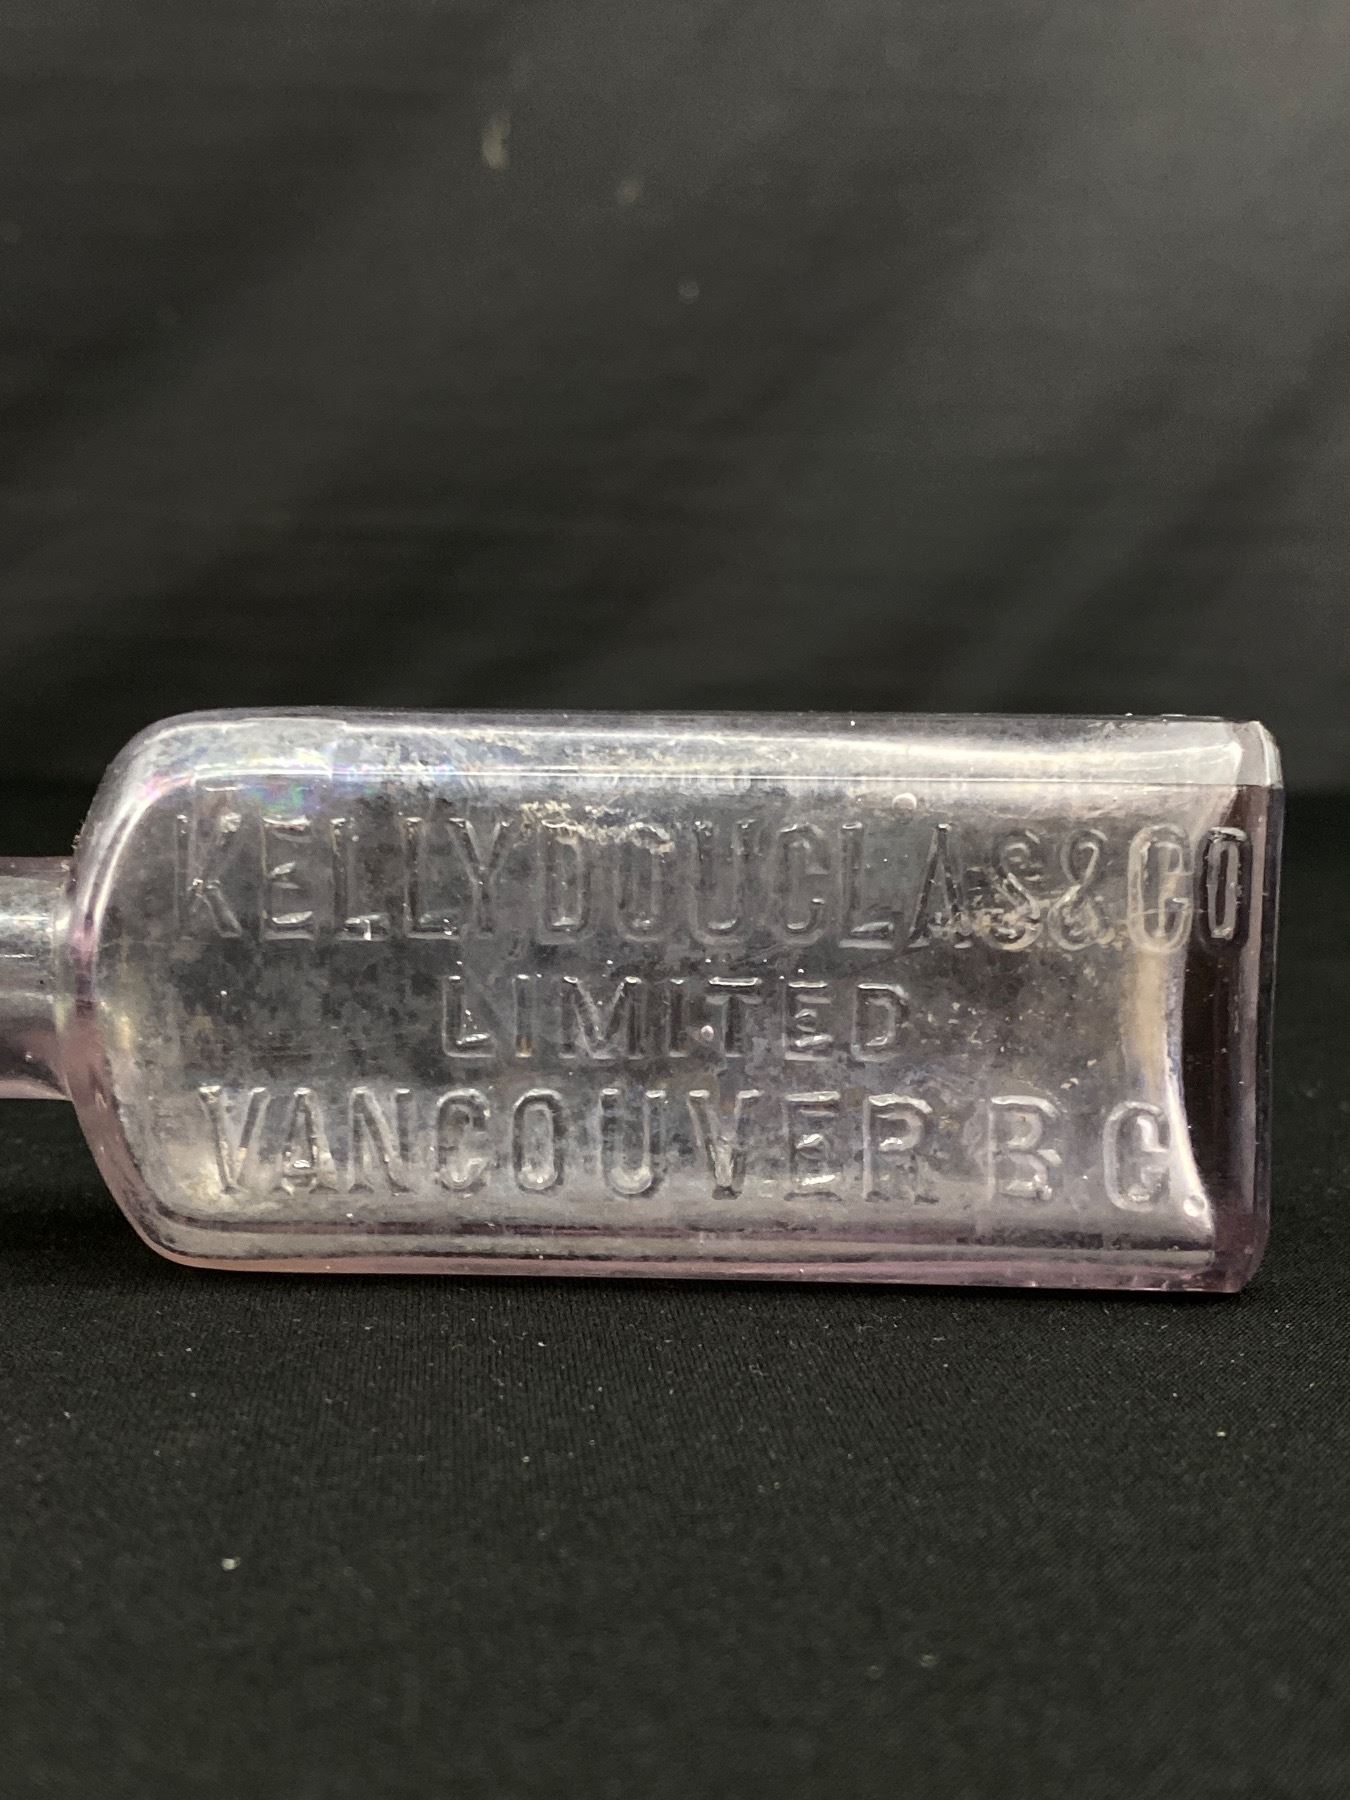 KELLY DOUGLAS & CO
LIMITED
VANCOUVER B.C.